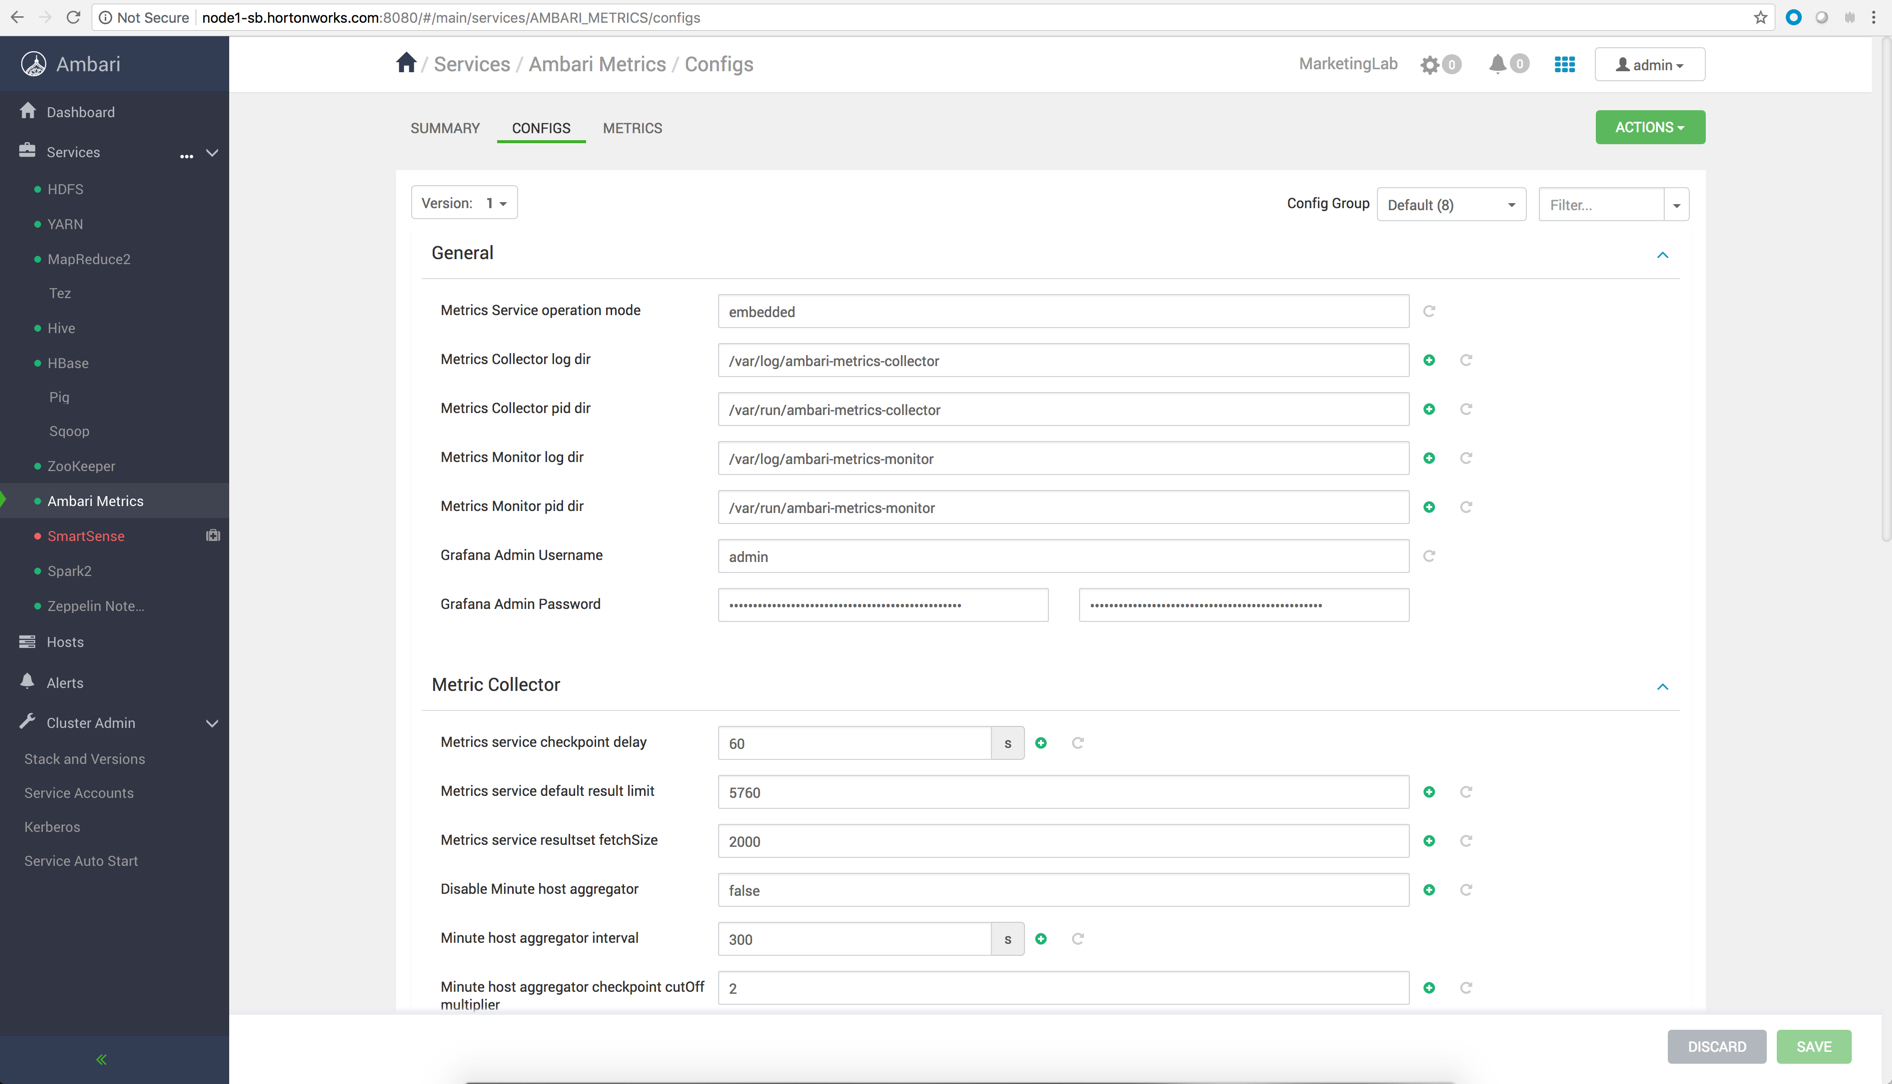 Not Secure node1-sb.hortonworks.com:8080/#/main/services/AMBARI_METRICS/configs
Ambari
/ Services / Ambari Metrics / Configs
MarketingLab 0 0 admin
Dashboard
Services ...
HDFS
YARN
MapReduce2
Tez
Hive
HBase
Pig
Sqoop
ZooKeeper
Ambari Metrics
SmartSense
Spark2
Zeppelin Note...
Hosts
Alerts
Cluster Admin
Stack and Versions
Service Accounts
Kerberos
Service Auto Start
SUMMARY CONFIGS METRICS
ACTIONS
Version: 1
Config Group Default (8) Filter...
General
Metrics Service operation mode embedded
Metrics Collector log dir /var/log/ambari-metrics-collector
Metrics Collector pid dir /var/run/ambari-metrics-collector
Metrics Monitor log dir /var/log/ambari-metrics-monitor
Metrics Monitor pid dir /var/run/ambari-metrics-monitor
Grafana Admin Username admin
Grafana Admin Password
Metric Collector
Metrics service checkpoint delay 60 s
Metrics service default result limit 5760
Metrics service resultset fetchSize 2000
Disable Minute host aggregator false
Minute host aggregator interval 300 s
Minute host aggregator checkpoint cutOff 2
multiplier
DISCARD SAVE